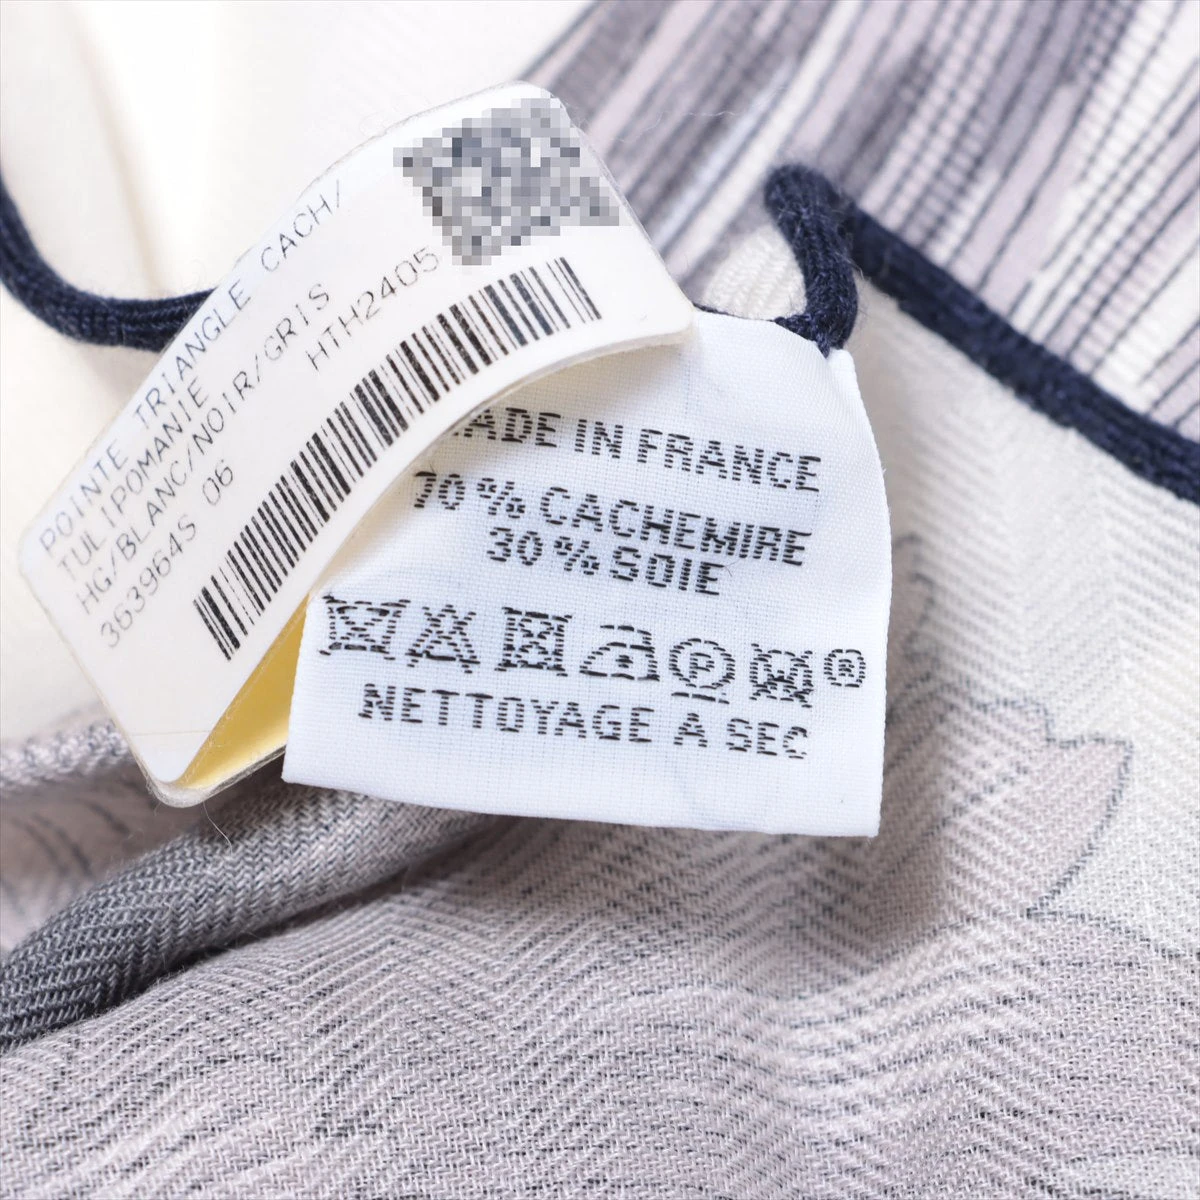 POINTE TRIANGLE CACH/
TULIPOMANIE
HG/BLANC/NOIR/GRIS
363964S 06
HTH2405
MADE IN FRANCE
70% CACHEMIRE
30% SOIE
P
®
NETTOYAGE A SEC